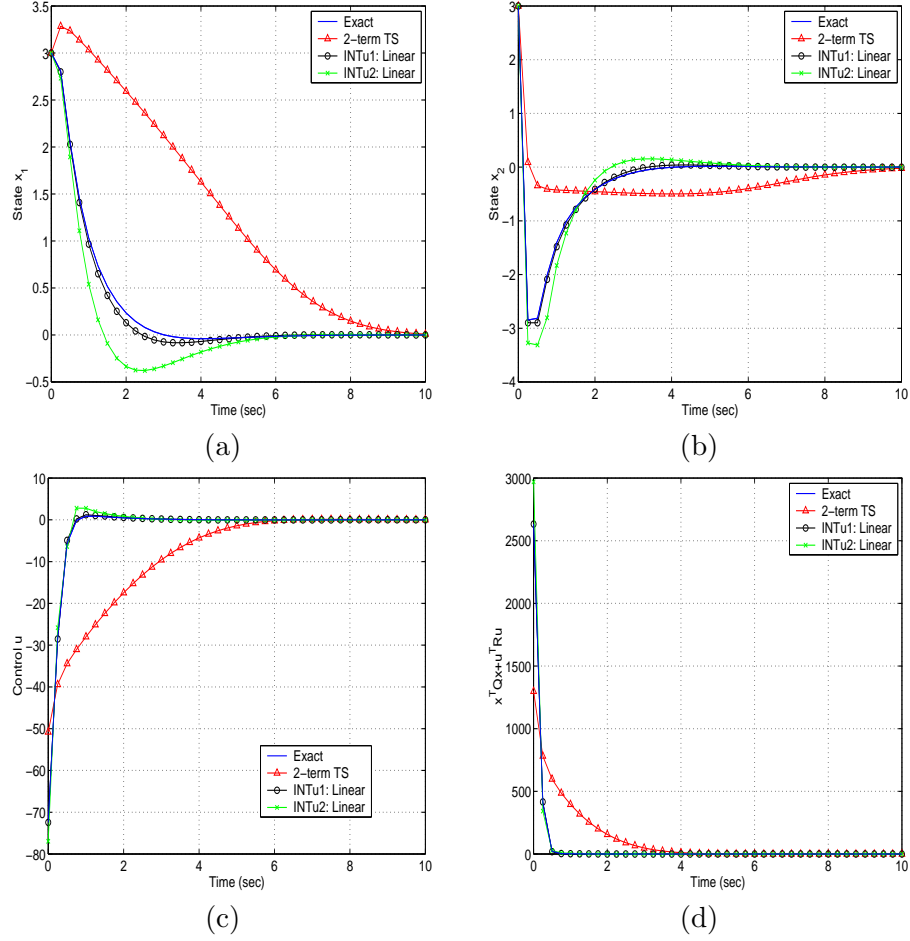 3.5
3
2.5
2
1.5
1
0.5
0
−0.5
State x1
0 2 4 6 8 10
Time (sec)
Exact
2−term TS
INTu1: Linear
INTu2: Linear
(a)
3
2
1
0
−1
−2
−3
−4
State x2
0 2 4 6 8 10
Time (sec)
Exact
2−term TS
INTu1: Linear
INTu2: Linear
(b)
10
0
−10
−20
−30
−40
−50
−60
−70
−80
Control u
0 2 4 6 8 10
Time (sec)
Exact
2−term TS
INTu1: Linear
INTu2: Linear
(c)
3000
2500
2000
1500
1000
500
0
x^TQx+u^TRu
0 2 4 6 8 10
Time (sec)
Exact
2−term TS
INTu1: Linear
INTu2: Linear
(d)